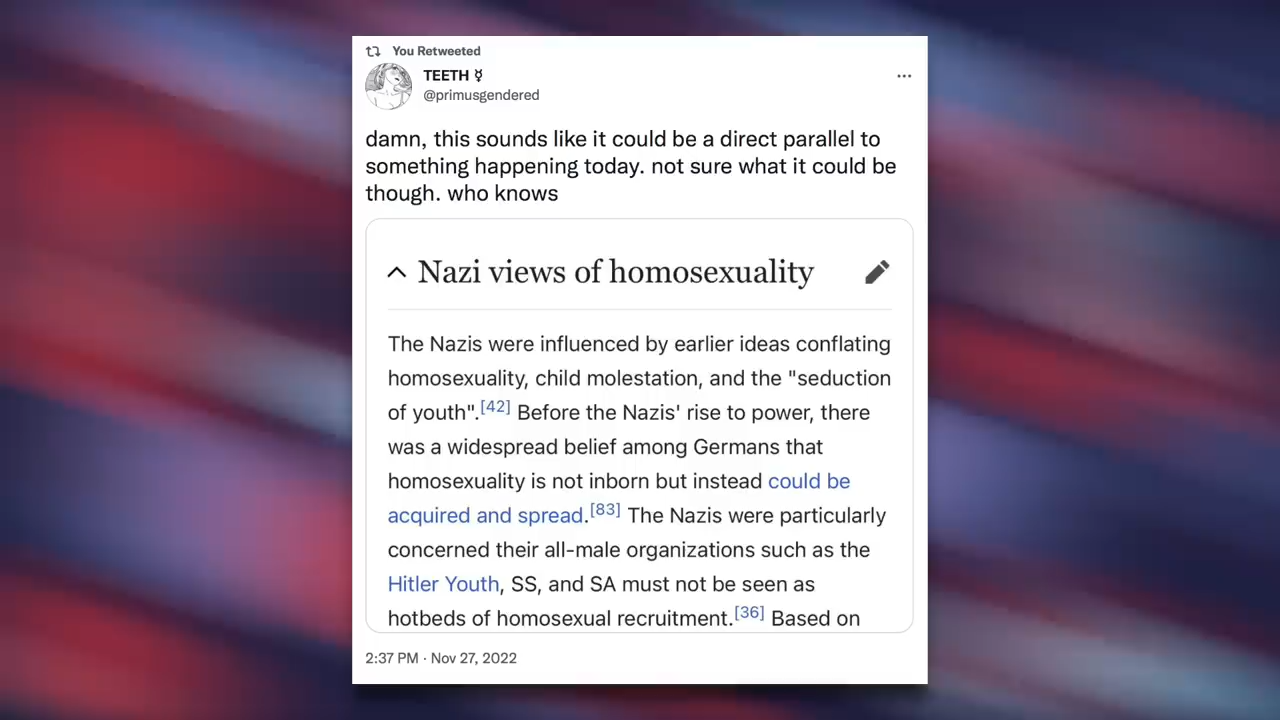 You Retweeted
TEETH ☿
@primusgendered
damn, this sounds like it could be a direct parallel to
something happening today. not sure what it could be
though. who knows
Nazi views of homosexuality
The Nazis were influenced by earlier ideas conflating
homosexuality, child molestation, and the "seduction
of youth".[42] Before the Nazis' rise to power, there
was a widespread belief among Germans that
homosexuality is not inborn but instead could be
acquired and spread.[83] The Nazis were particularly
concerned their all-male organizations such as the
Hitler Youth, SS, and SA must not be seen as
hotbeds of homosexual recruitment.[36] Based on
2:37 PM · Nov 27, 2022